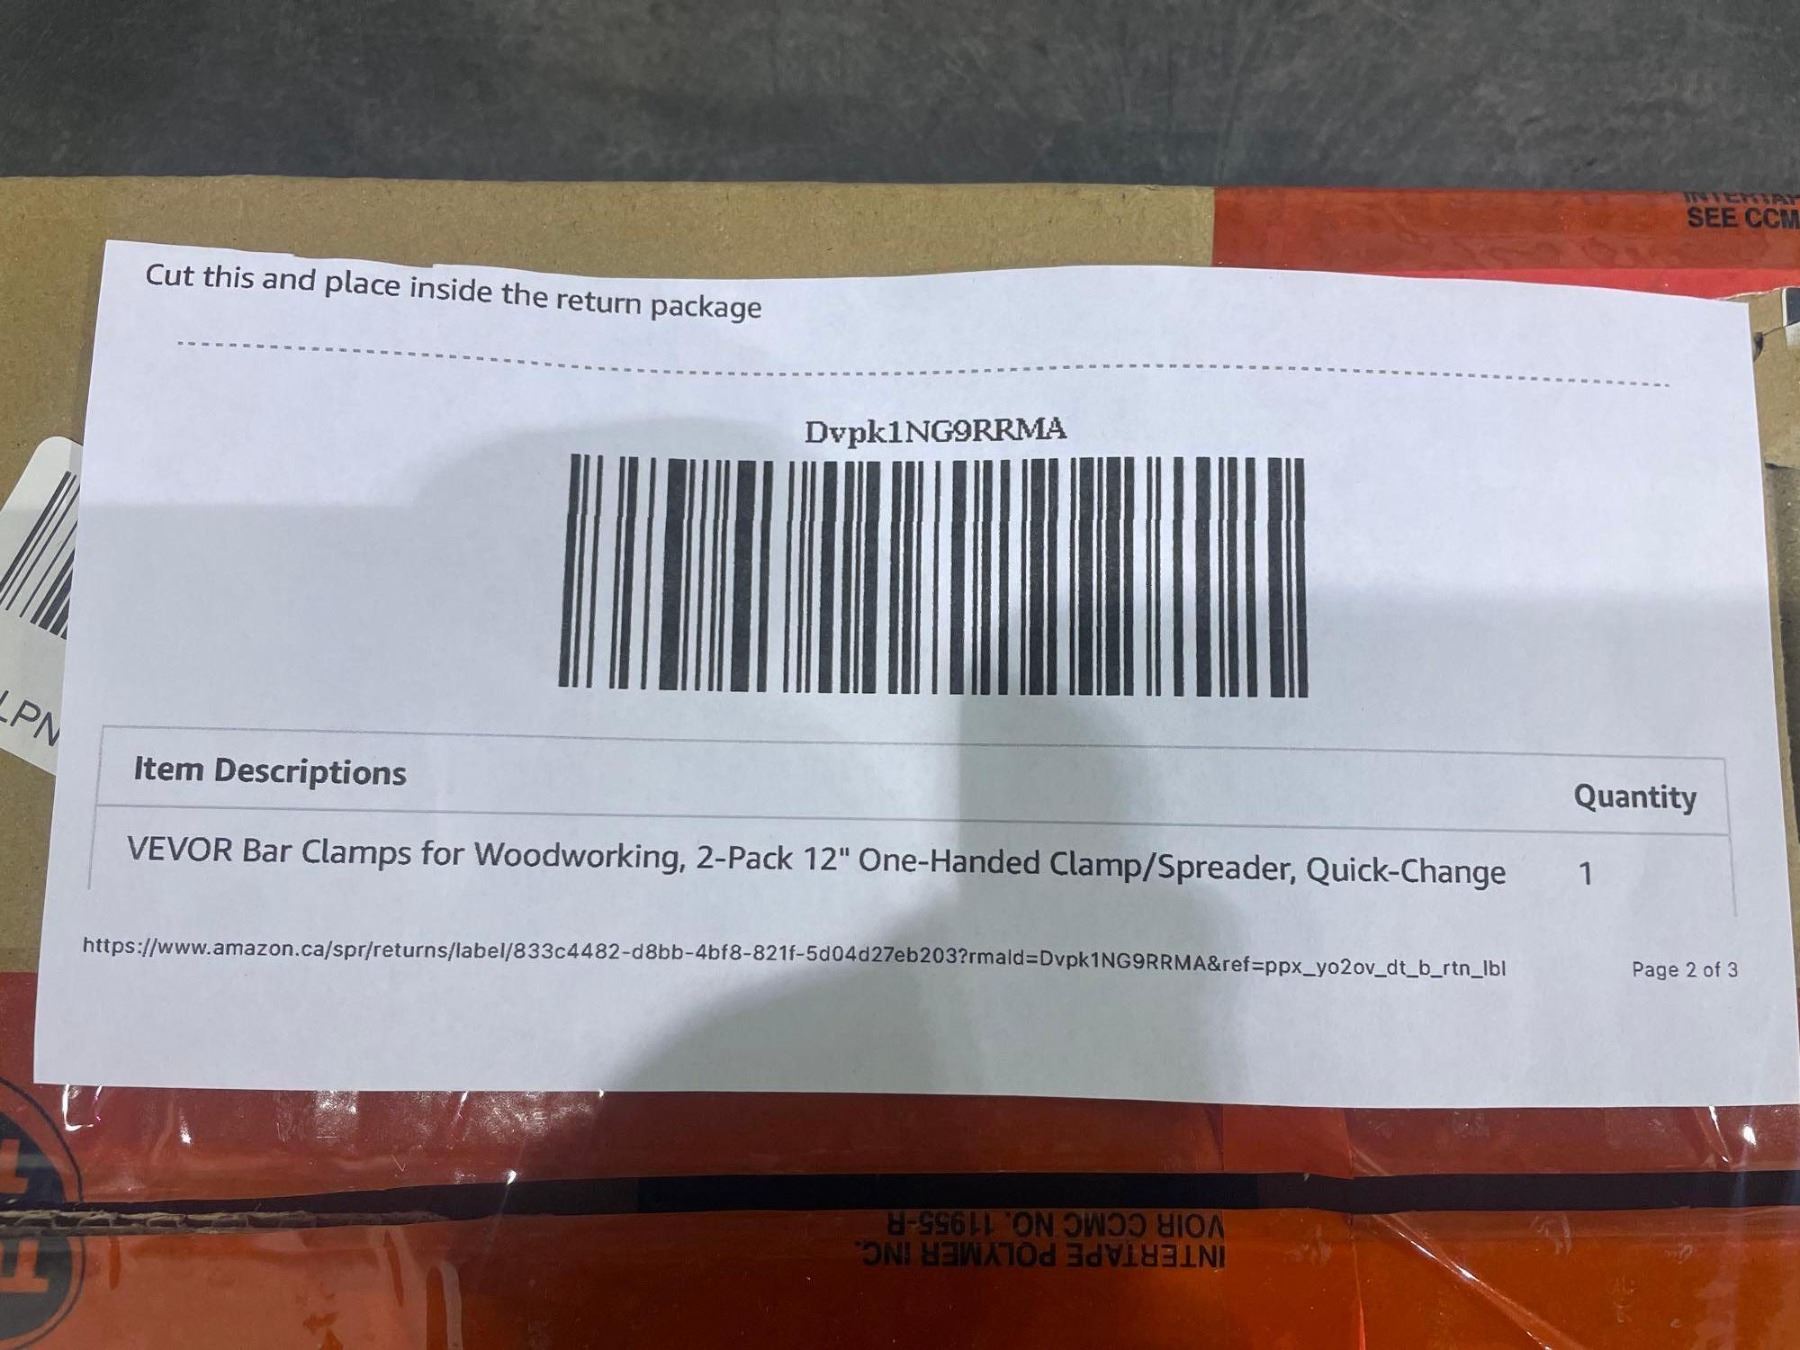 INTERTAP
SEE CCM
Cut this and place inside the return package
Dvpk1NG9RRMA
LPN
Item Descriptions
Quantity
VEVOR Bar Clamps for Woodworking, 2-Pack 12" One-Handed Clamp/Spreader, Quick-Change 1
https://www.amazon.ca/spr/returns/label/833c4482-d8bb-4bf8-821f-5d04d27eb203?rmaId=Dvpk1NG9RRMA&ref=ppx_yo2ov_dt_b_rtn_lbl
Page 2 of 3
INTERTAPE POLYMER INC.
VOIR CCMC NO. 11955-R